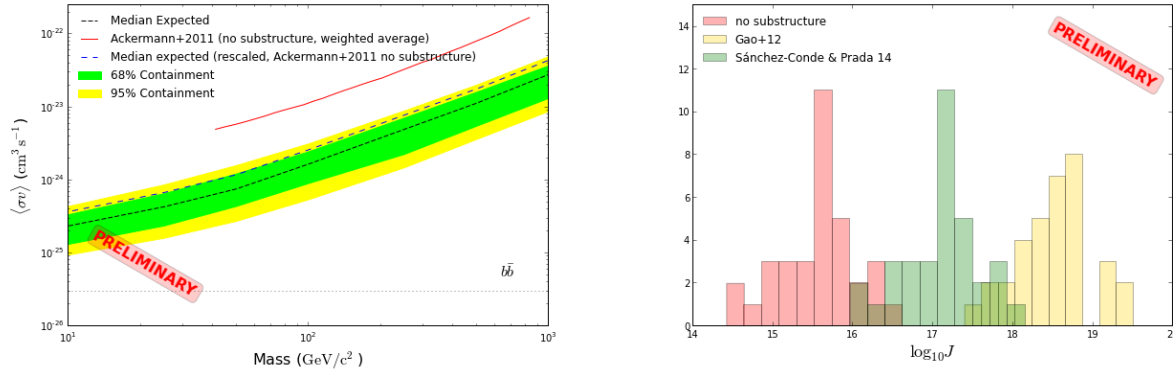 Median Expected
Ackermann+2011 (no substructure, weighted average)
Median expected (rescaled, Ackermann+2011 no substructure)
68% Containment
95% Containment
10⁻²²
10⁻²³
10⁻²⁴
10⁻²⁵
10⁻²⁶
⟨σv⟩ (cm³ s⁻¹)
PRELIMINARY
bb̄
10¹ 10² 10³
Mass (GeV/c²)
no substructure
Gao+12
Sánchez-Conde & Prada 14
PRELIMINARY
14
12
10
8
6
4
2
0
14 15 16 17 18 19
log₁₀J